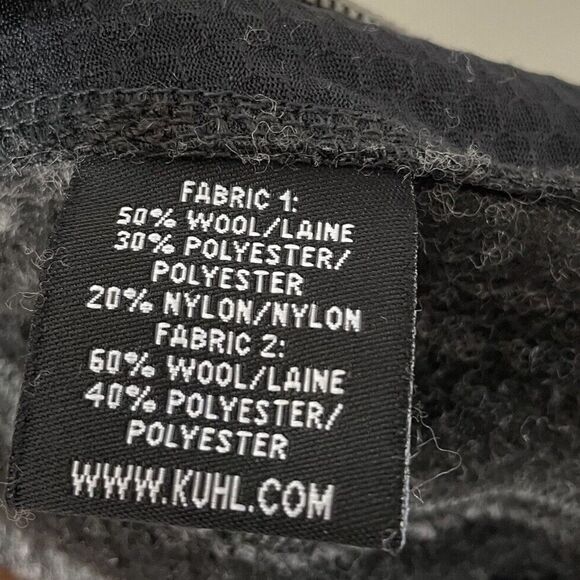 FABRIC 1:
50% WOOL/LAINE
30% POLYESTER/
POLYESTER
20% NYLON/NYLON
FABRIC 2:
60% WOOL/LAINE
40% POLYESTER/
POLYESTER
WWW.KUHL.COM